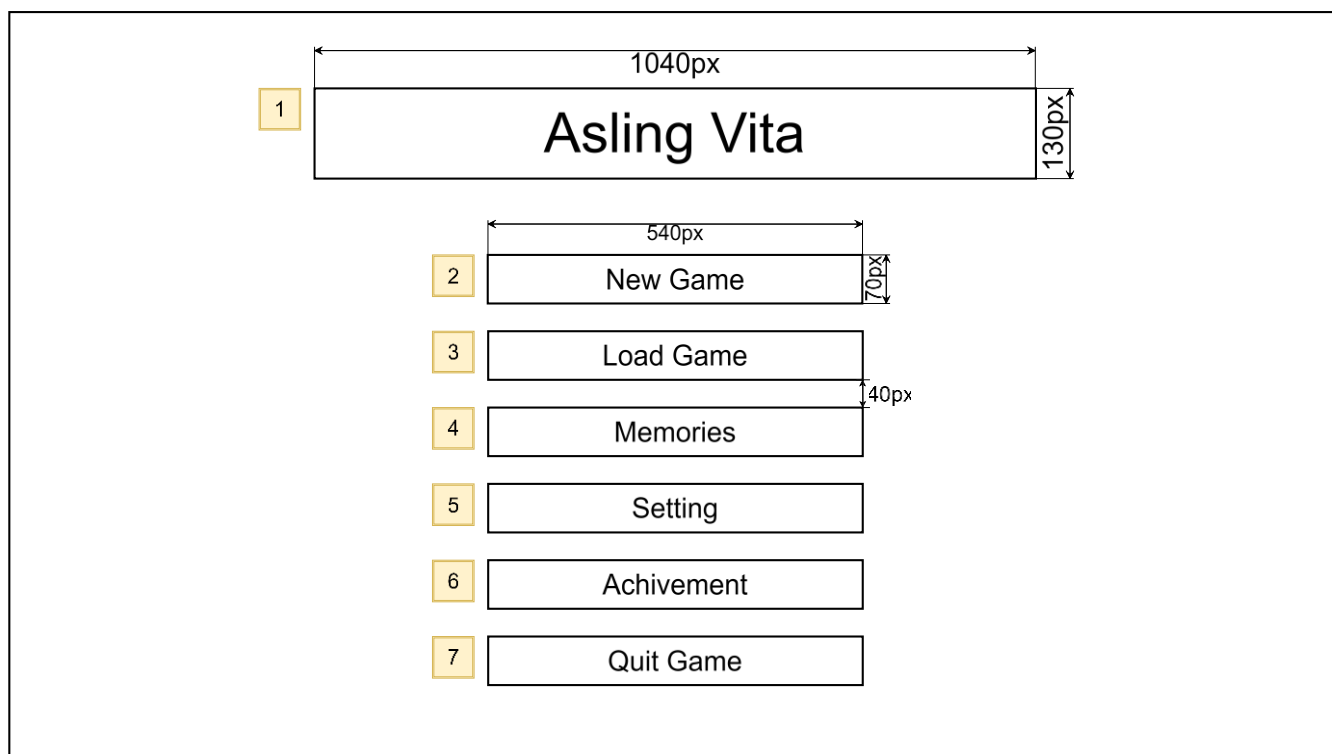 1040px
1
Asling Vita
130px
540px
2
New Game
70px
3
Load Game
40px
4
Memories
5
Setting
6
Achivement
7
Quit Game